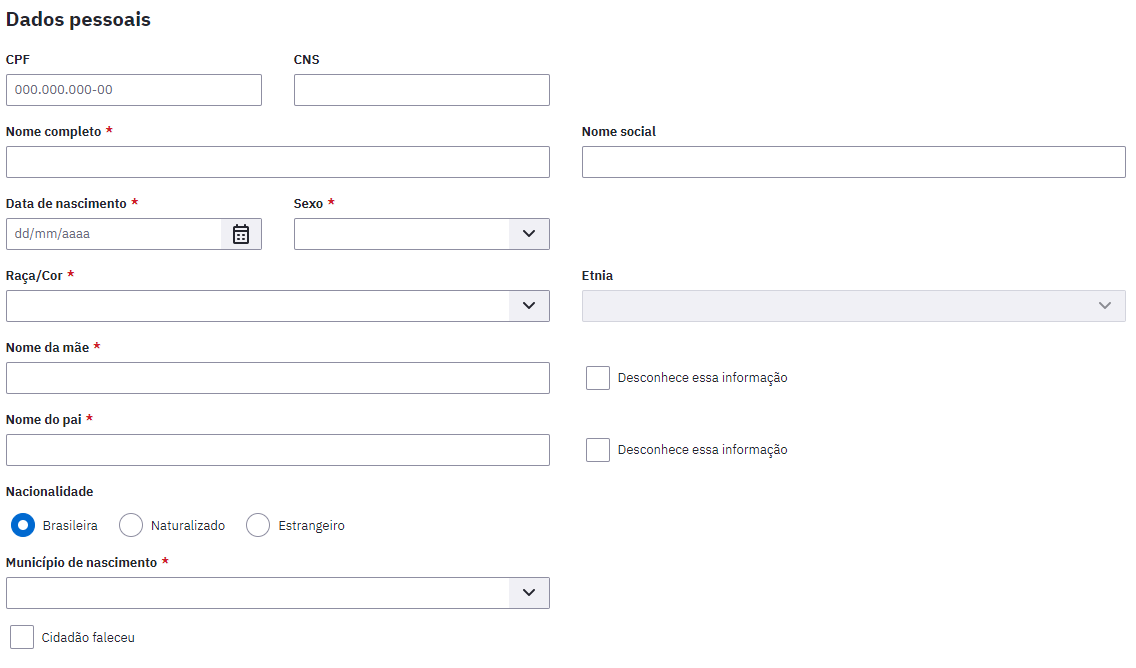 Dados pessoais
CPF CNS
000.000.000-00
Nome completo * Nome social
Data de nascimento * Sexo *
dd/mm/aaaa
Raça/Cor * Etnia
Nome da mãe *
Desconhece essa informação
Nome do pai *
Desconhece essa informação
Nacionalidade
Brasileira Naturalizado Estrangeiro
Município de nascimento *
Cidadão faleceu